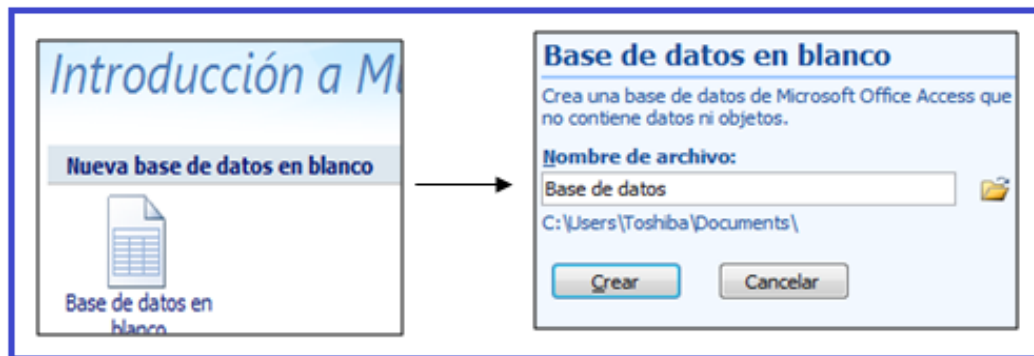 Introducción a M
Nueva base de datos en blanco
Base de datos en
blanco
Base de datos en blanco
Crea una base de datos de Microsoft Office Access que
no contiene datos ni objetos.
Nombre de archivo:
Base de datos
C:\Users\Toshiba\Documents\
Crear
Cancelar